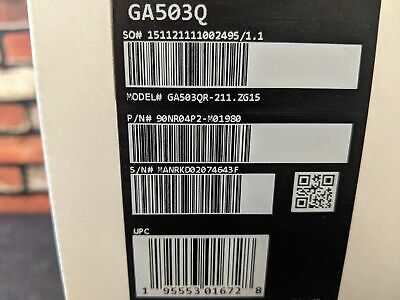 GA503Q
SO# 151121111002495/1.1
MODEL# GA503QR-211.ZG15
P/N# 90NR04P2-M01980
S/N# MANRKD02074643F
UPC
1 95553 01672 8